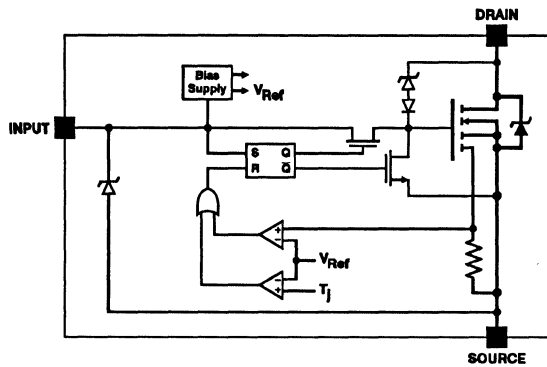 DRAIN
Bias
Supply
VRef
INPUT
S Q
R Q̅
+
−
VRef
−
+
Tj
SOURCE